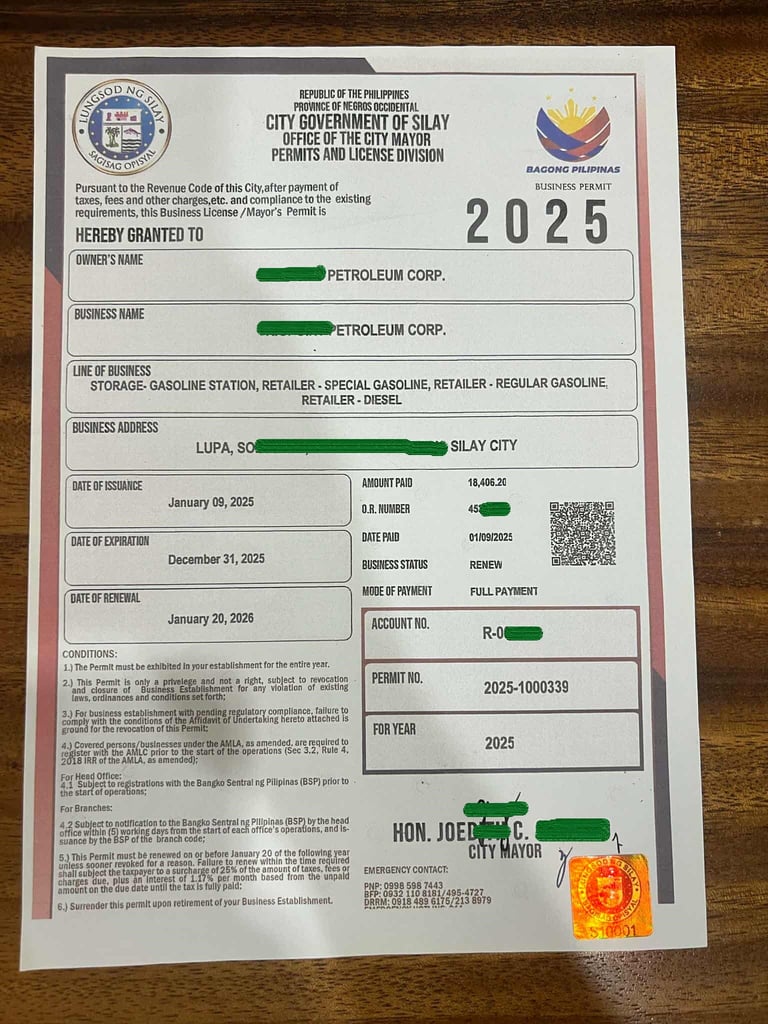 LUNGSOD NG SILAY
SAGISAG OPISYAL
REPUBLIC OF THE PHILIPPINES
PROVINCE OF NEGROS OCCIDENTAL
CITY GOVERNMENT OF SILAY
OFFICE OF THE CITY MAYOR
PERMITS AND LICENSE DIVISION
BAGONG PILIPINAS
Pursuant to the Revenue Code of this City,after payment of
taxes, fees and other charges,etc. and compliance to the existing
requirements, this Business License /Mayor's Permit is
BUSINESS PERMIT
2025
HEREBY GRANTED TO
OWNER'S NAME
PETROLEUM CORP.
BUSINESS NAME
PETROLEUM CORP.
LINE OF BUSINESS
STORAGE- GASOLINE STATION, RETAILER - SPECIAL GASOLINE, RETAILER - REGULAR GASOLINE,
RETAILER - DIESEL
BUSINESS ADDRESS
LUPA, SO SILAY CITY
DATE OF ISSUANCE
January 09, 2025
DATE OF EXPIRATION
December 31, 2025
DATE OF RENEWAL
January 20, 2026
AMOUNT PAID 18,406.20
O.R. NUMBER 45
DATE PAID 01/09/2025
BUSINESS STATUS RENEW
MODE OF PAYMENT FULL PAYMENT
ACCOUNT NO.
R-0
PERMIT NO.
2025-1000339
FOR YEAR
2025
CONDITIONS:
1.) The Permit must be exhibited in your establishment for the entire year.
2.) This Permit is only a privelege and not a right, subject to revocation
and closure of Business Establishment for any violation of existing
laws, ordinances and conditions set forth;
3.) For business establishment with pending regulatory compliance, failure to
comply with the conditions of the Affidavit of Undertaking hereto attached is
ground for the revocation of this Permit;
4.) Covered persons/businesses under the AMLA, as amended, are required to
register with the AMLC prior to the start of the operations (Sec 3.2, Rule 4,
2018 IRR of the AMLA, as amended);
For Head Office:
4.1 Subject to registrations with the Bangko Sentral ng Pilipinas (BSP) prior to
the start of operations;
For Branches:
4.2 Subject to notification to the Bangko Sentral ng Pilipinas (BSP) by the head
office within (5) working days from the start of each office's operations, and is-
suance by the BSP of the branch code;
5.) This Permit must be renewed on or before January 20 of the following year
unless sooner revoked for a reason. Failure to renew within the time required
shall subject the taxpayer to a surcharge of 25% of the amount of taxes, fees or
charges due, plus an interest of 1.17% per month based from the unpaid
amount on the due date until the tax is fully paid;
6.) Surrender this permit upon retirement of your Business Establishment.
HON. JOED C.
CITY MAYOR
EMERGENCY CONTACT:
PNP: 0998 598 7443
BFP: 0932 110 8181/495-4727
DRRM: 0918 489 6175/213 8979
S10001